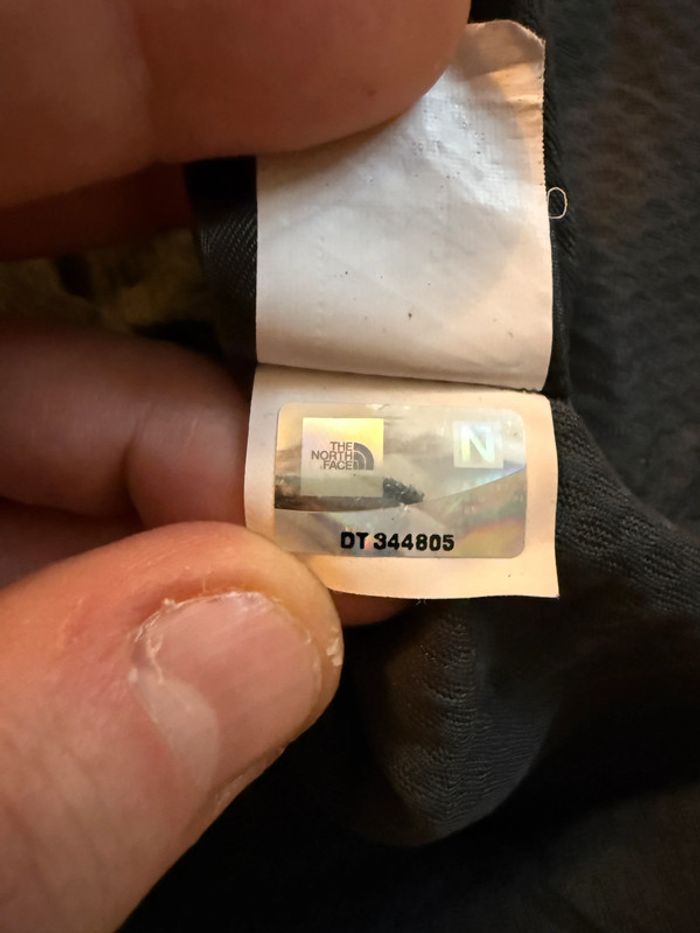 THE
NORTH
FACE
N
DT 344805